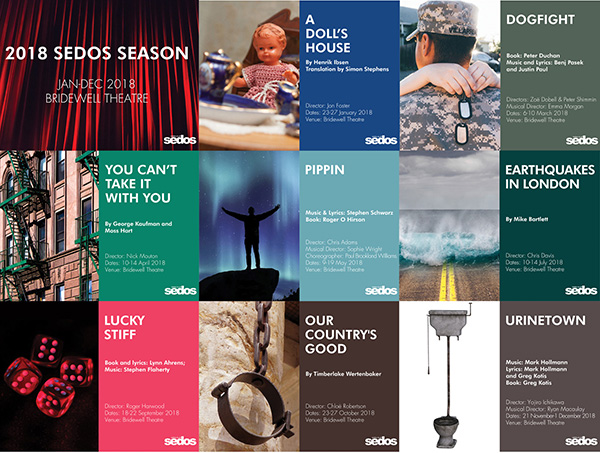 2018 SEDOS SEASON
JAN-DEC 2018
BRIDEWELL THEATRE
sedos
A
DOLL'S
HOUSE
By Henrik Ibsen
Translation by Simon Stephens
Director: Jan Foster
Dates: 23-27 January 2018
Venue: Bridewell Theatre
sedos
DOGFIGHT
Book: Peter Duchan
Music and Lyrics: Benj Pasek
and Justin Paul
Directors: Zoë Dobell & Peter Shimmin
Musical Director: Emma Morgan
Dates: 6-10 March 2018
Venue: Bridewell Theatre
sedos
YOU CAN'T
TAKE IT
WITH YOU
By George Kaufman and
Moss Hart
Director: Nick Mouton
Dates: 10-14 April 2018
Venue: Bridewell Theatre
sedos
PIPPIN
Music & Lyrics: Stephen Schwarz
Book: Roger O Hirson
Director: Chris Adams
Musical Director: Sophie Wright
Choreographer: Paul Brookland Williams
Dates: 9-19 May 2018
Venue: Bridewell Theatre
sedos
EARTHQUAKES
IN LONDON
By Mike Bartlett
Director: Chris Davis
Dates: 10-14 July 2018
Venue: Bridewell Theatre
sedos
LUCKY
STIFF
Book and lyrics: Lynn Ahrens;
Music: Stephen Flaherty
Director: Roger Harwood
Dates: 18-22 September 2018
Venue: Bridewell Theatre
sedos
OUR
COUNTRY'S
GOOD
By Timberlake Wertenbaker
Director: Chloë Robertson
Dates: 23-27 October 2018
Venue: Bridewell Theatre
sedos
URINETOWN
Music: Mark Hollmann
Lyrics: Mark Hollmann
and Greg Kotis
Book: Greg Kotis
Director: Yojiro Ichikawa
Musical Director: Ryan Macaulay
Dates: 21 November-1 December 2018
Venue: Bridewell Theatre
sedos